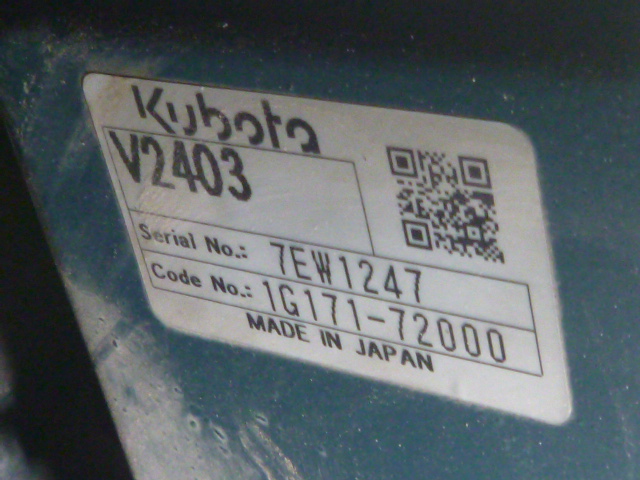 Kubota
V2403
Serial No.: 7EW1247
Code No.: 1G171-72000
MADE IN JAPAN